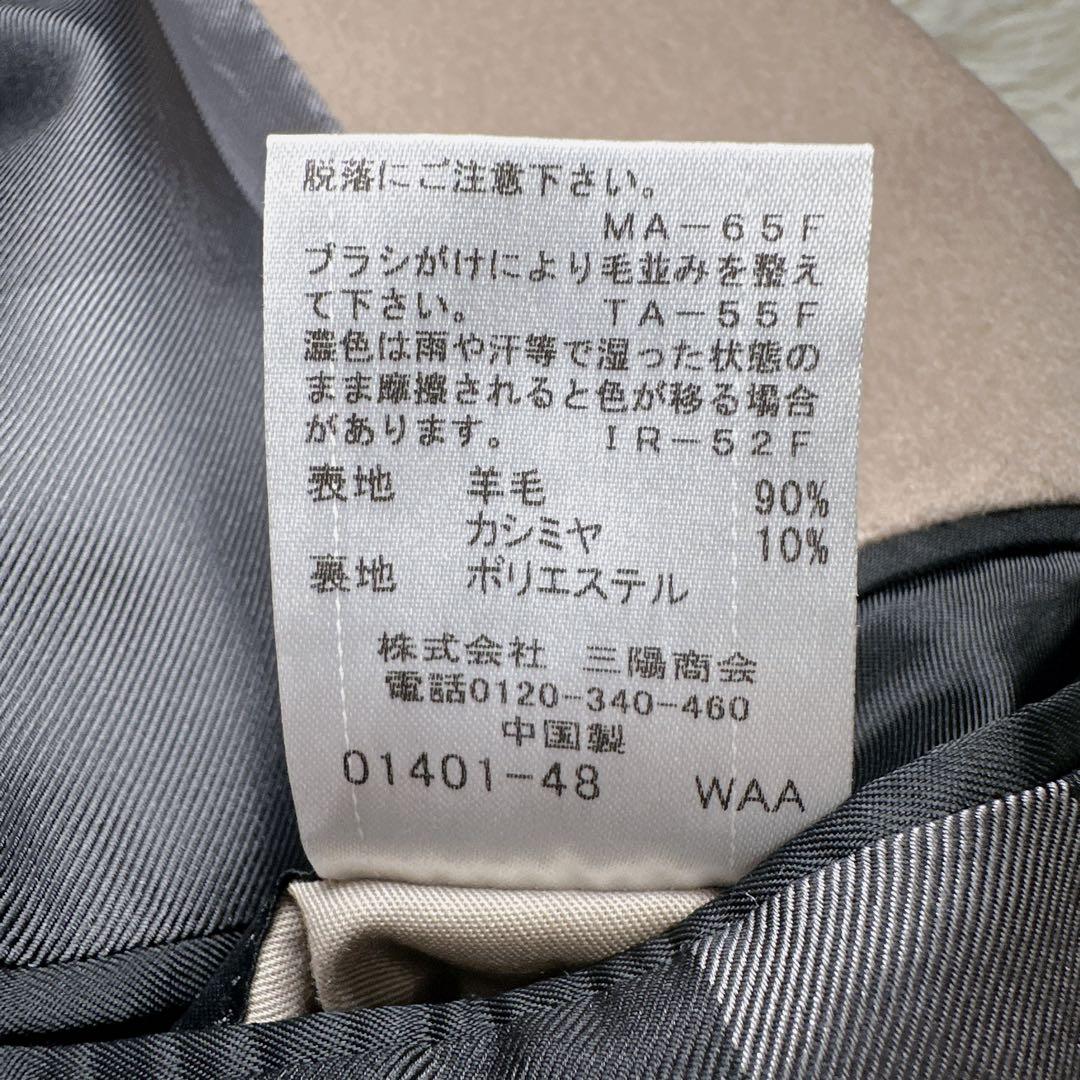 脱落にご注意下さい。
MA-65F
ブラシがけにより毛並みを整え
て下さい。 TA-55F
濃色は雨や汗等で湿った状態の
まま摩擦されると色が移る場合
があります。 IR-52F
表地 羊毛 90%
カシミヤ 10%
裏地 ポリエステル
株式会社 三陽商会
電話0120-340-460
中国製
01401-48 WAA